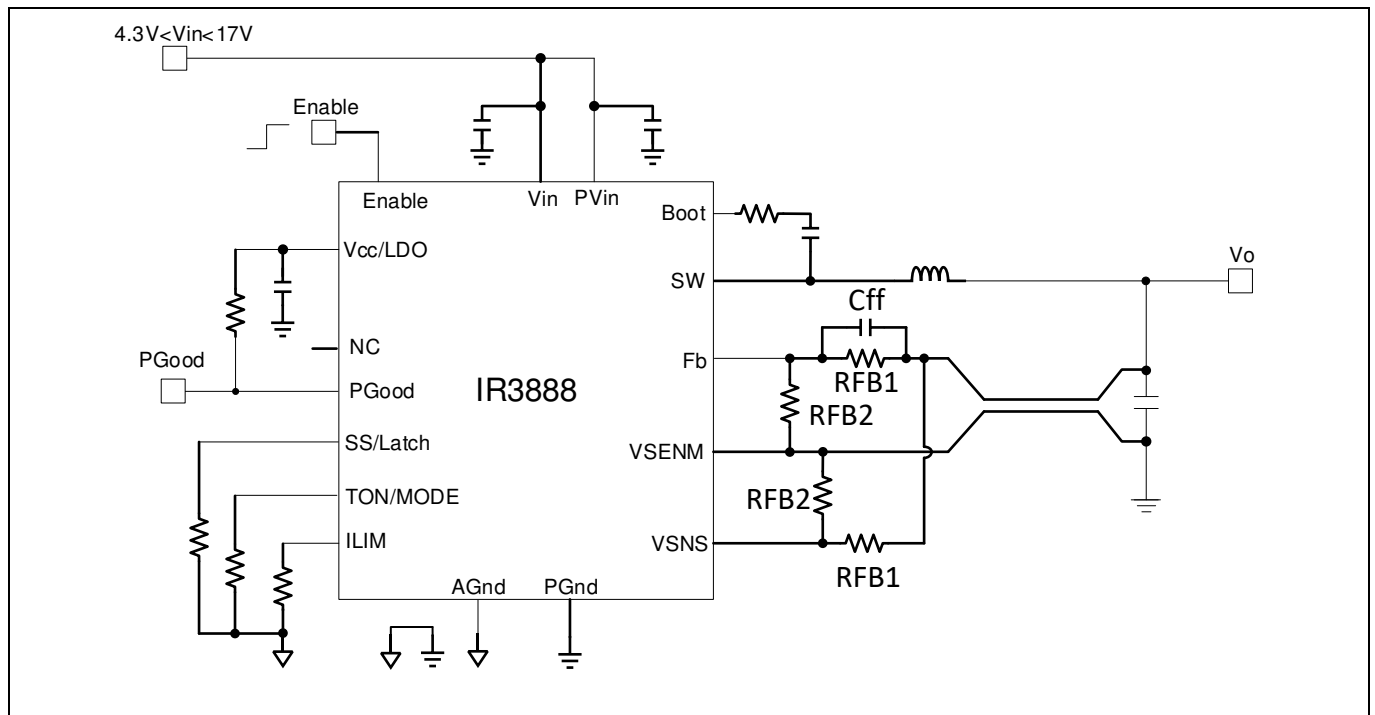 4.3V<Vin<17V
Enable
Enable
Vin
PVin
Boot
Vcc/LDO
Vo
SW
Cff
NC
Fb
PGood
RFB1
PGood
IR3888
RFB2
SS/Latch
VSENM
TON/MODE
RFB2
ILIM
VSNS
RFB1
AGnd
PGnd